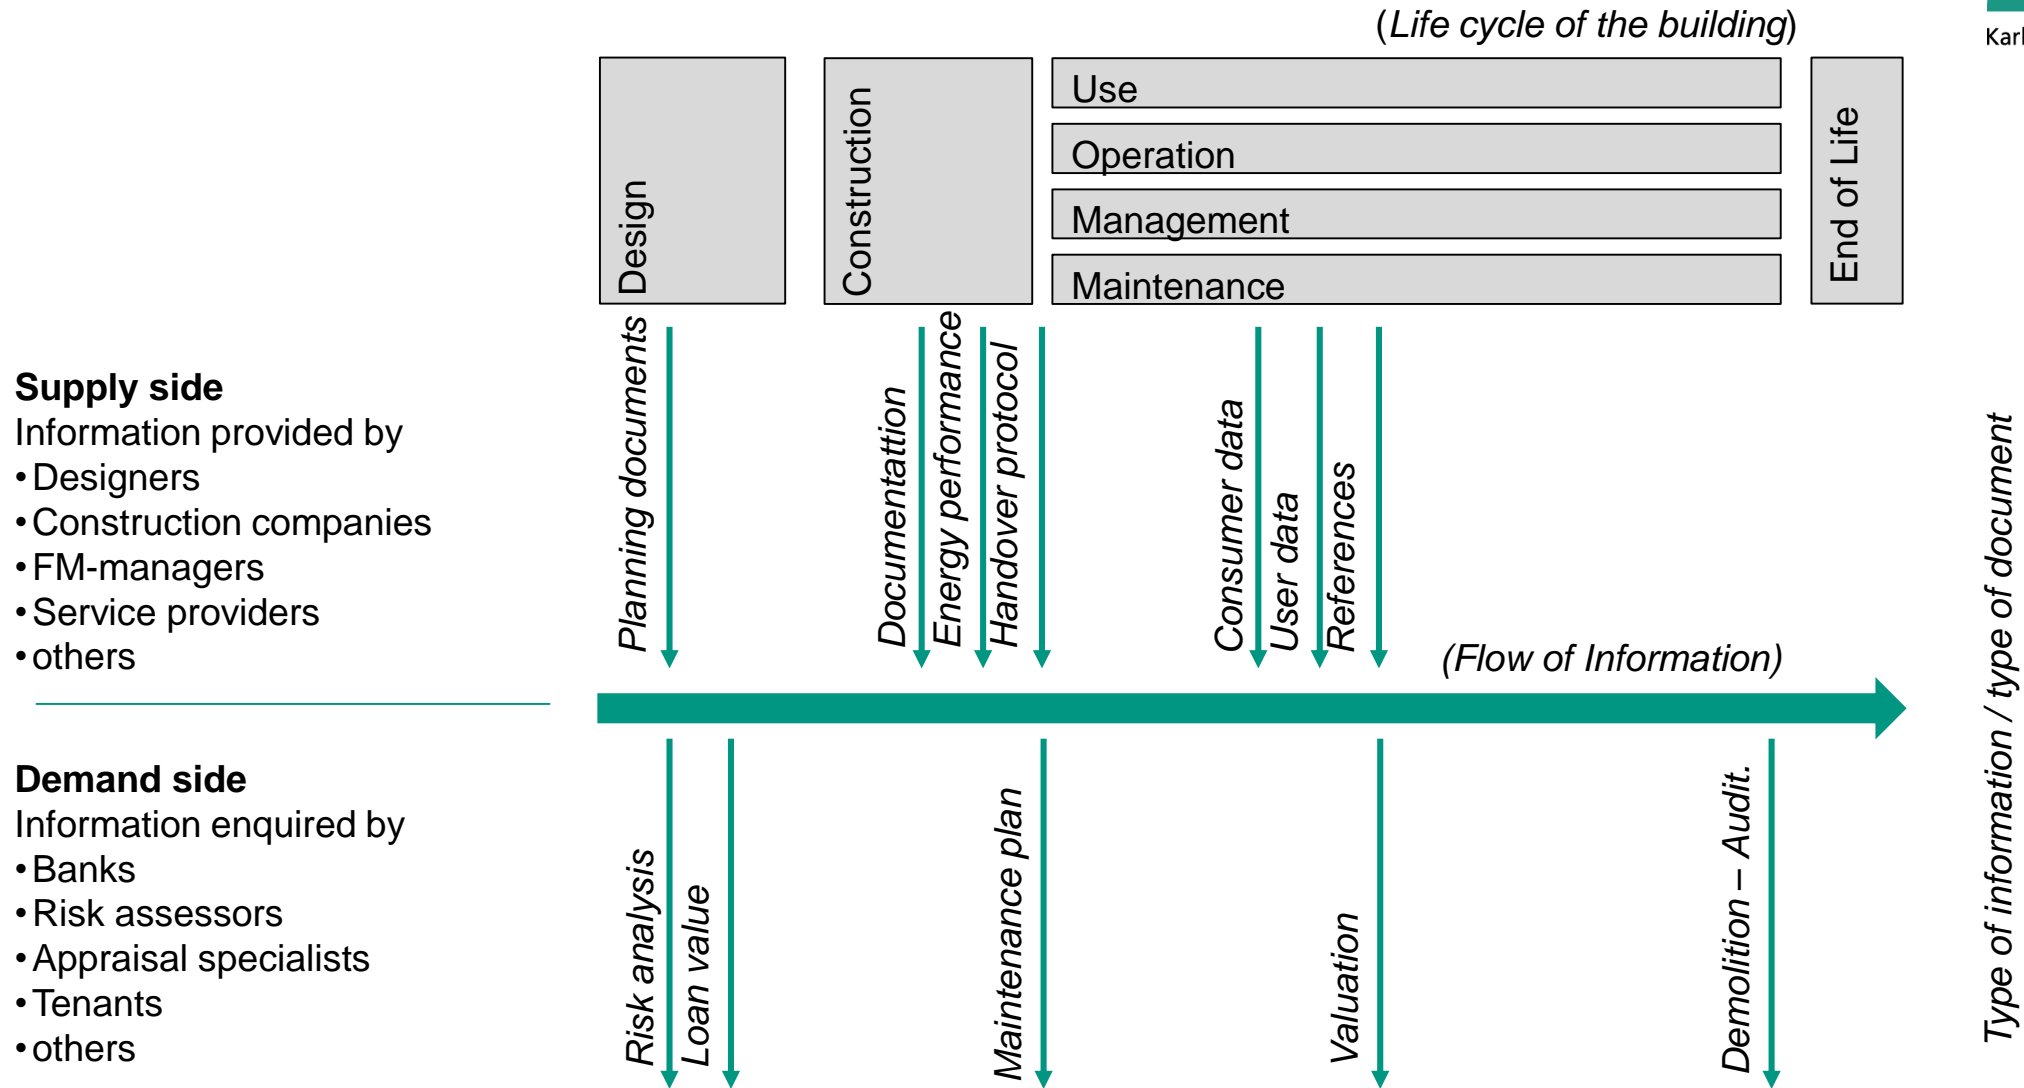 (Life cycle of the building)
Karl
Design
Construction
Use
Operation
Management
Maintenance
End of Life
Supply side
Information provided by
•Designers
•Construction companies
•FM-managers
•Service providers
•others
Planning documents
Documentattion
Energy performance
Handover protocol
Consumer data
User data
References
(Flow of Information)
Type of information / type of document
Demand side
Information enquired by
•Banks
•Risk assessors
•Appraisal specialists
•Tenants
•others
Risk analysis
Loan value
Maintenance plan
Valuation
Demolition – Audit.